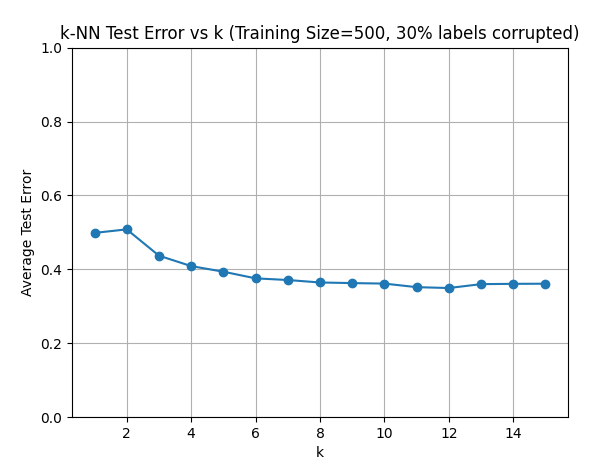 k-NN Test Error vs k (Training Size=500, 30% labels corrupted)
1.0
0.8
0.6
0.4
0.2
0.0
Average Test Error
2 4 6 8 10 12 14
k